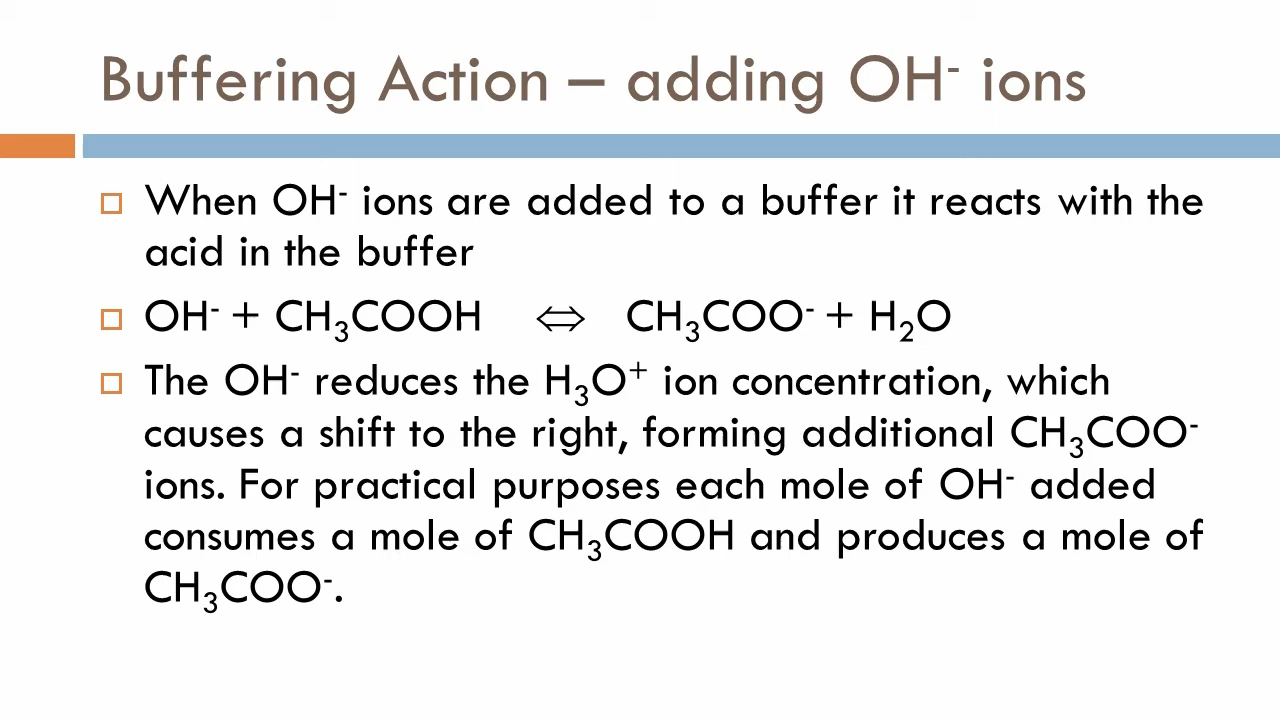 Buffering Action – adding OH⁻ ions
When OH⁻ ions are added to a buffer it reacts with the
acid in the buffer
OH⁻ + CH₃COOH ⇔ CH₃COO⁻ + H₂O
The OH⁻ reduces the H₃O⁺ ion concentration, which
causes a shift to the right, forming additional CH₃COO⁻
ions. For practical purposes each mole of OH⁻ added
consumes a mole of CH₃COOH and produces a mole of
CH₃COO⁻.